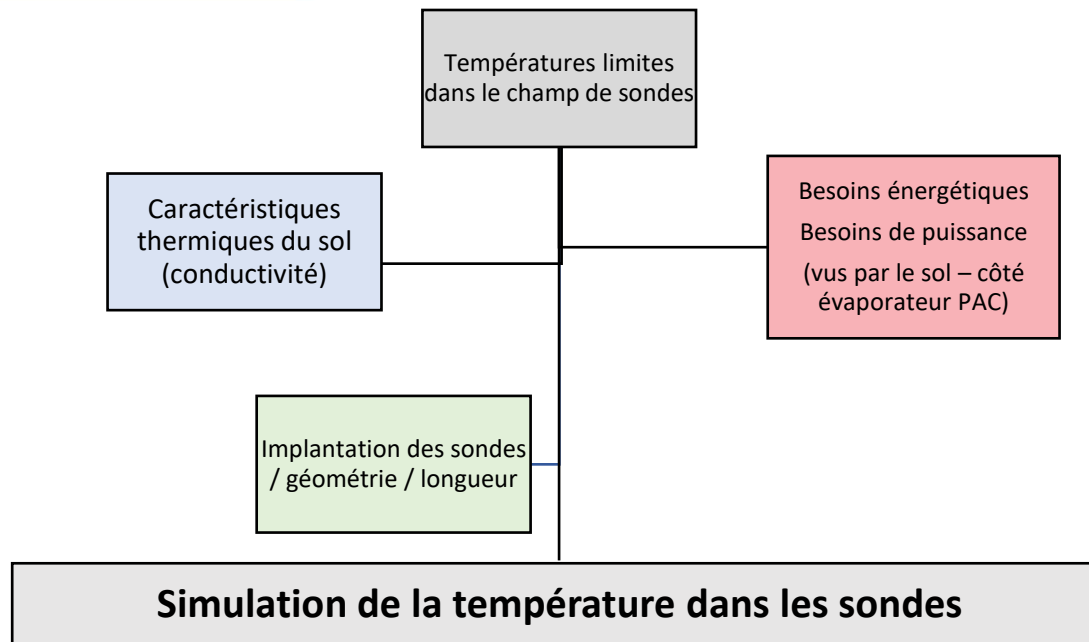 Températures limites
dans le champ de sondes
Caractéristiques
thermiques du sol
(conductivité)
Besoins énergétiques
Besoins de puissance
(vus par le sol – côté
évaporateur PAC)
Implantation des sondes
/ géométrie / longueur
Simulation de la température dans les sondes